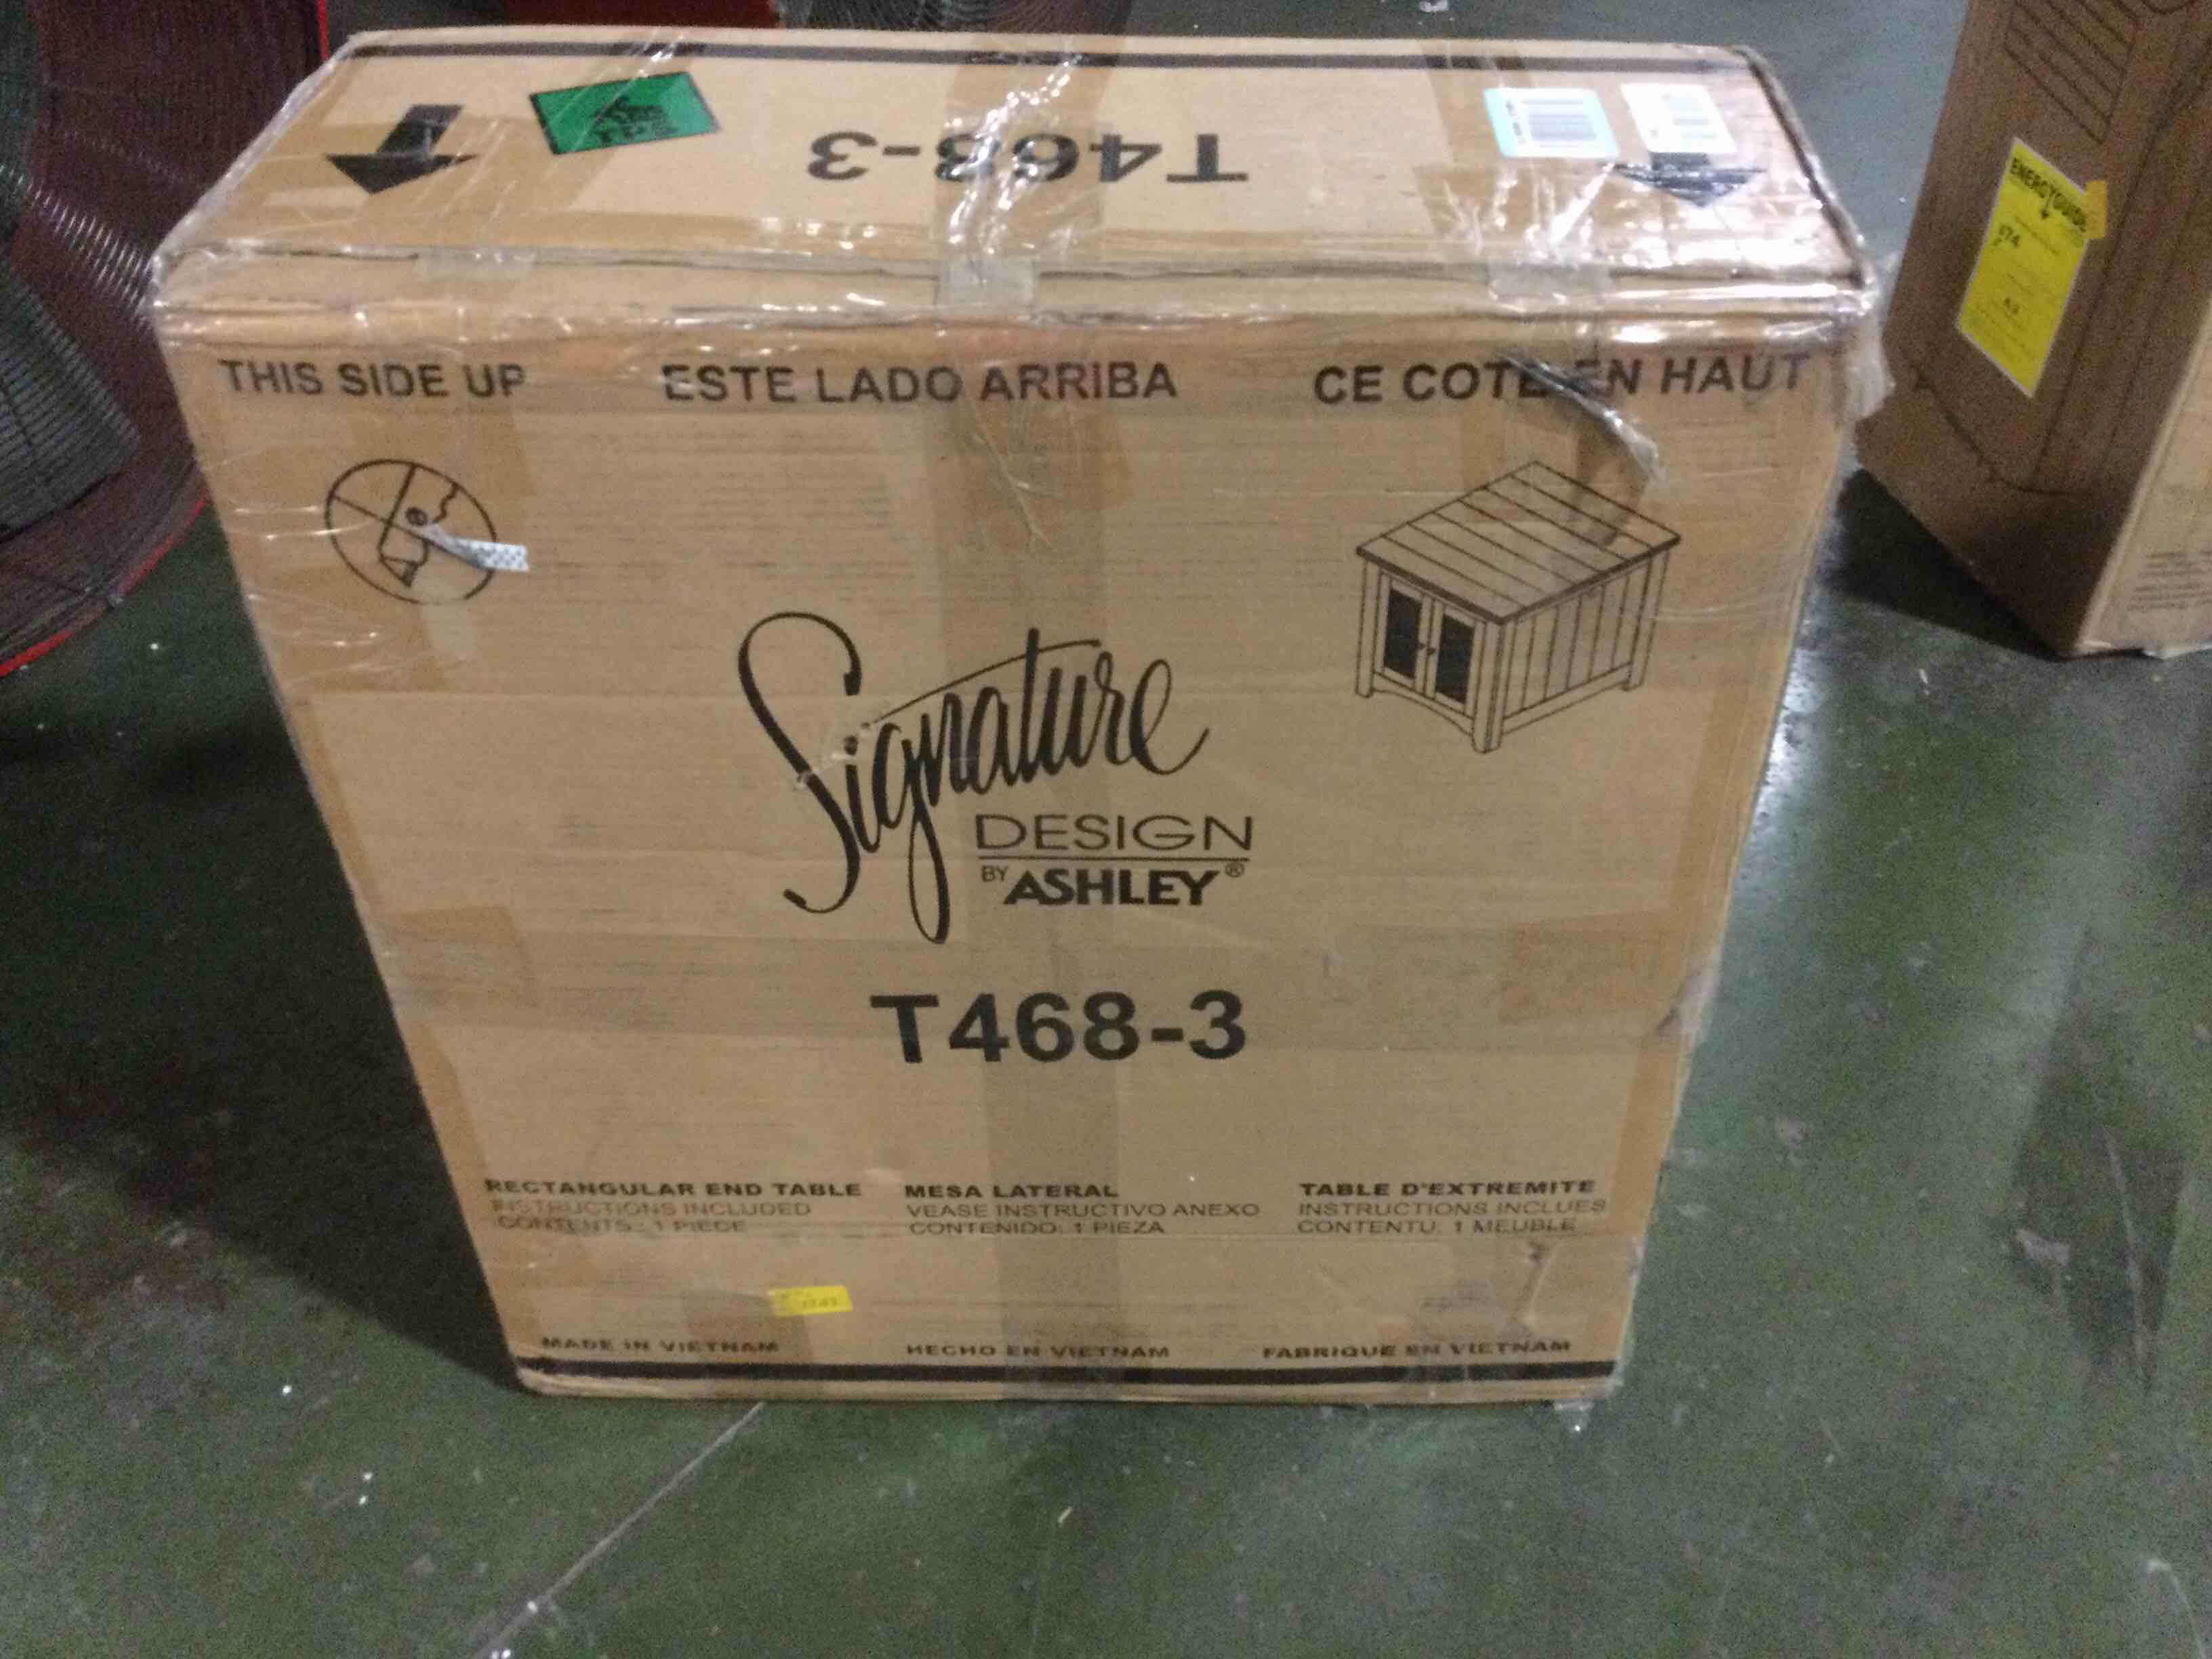 T468-3
THIS SIDE UP ESTE LADO ARRIBA CE COTE EN HAUT
Signature
DESIGN
BY ASHLEY®
T468-3
RECTANGULAR END TABLE
INSTRUCTIONS INCLUDED
CONTENTS: 1 PIECE
MESA LATERAL
VEASE INSTRUCTIVO ANEXO
CONTENIDO: 1 PIEZA
TABLE D'EXTREMITE
INSTRUCTIONS INCLUES
CONTENTU: 1 MEUBLE
MADE IN VIETNAM HECHO EN VIETNAM FABRIQUE EN VIETNAM
ENERGYGUIDE